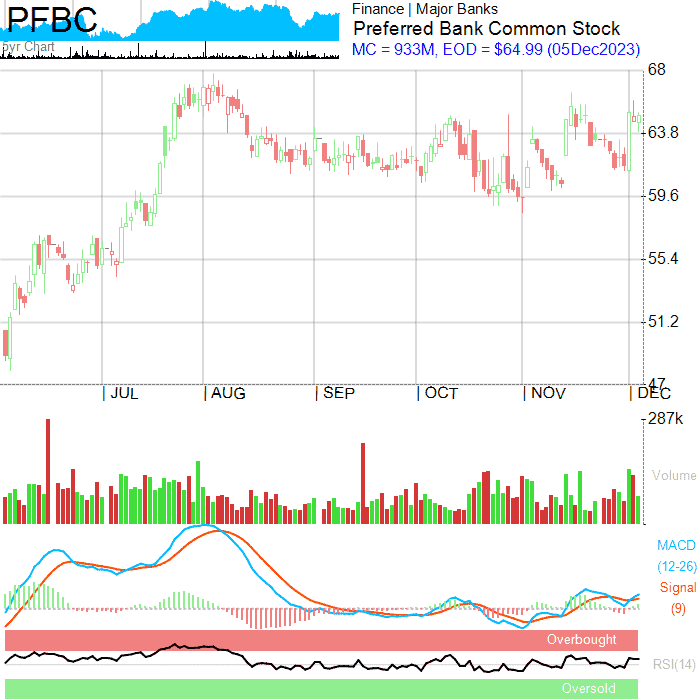 PFBC
5yr Chart
Finance | Major Banks
Preferred Bank Common Stock
MC = 933M, EOD = $64.99 (05Dec2023)
68
63.8
59.6
55.4
51.2
47
| JUL | AUG | SEP | OCT | NOV | DEC
287k
Volume
MACD
(12-26)
Signal
(9)
Overbought
RSI(14)
Oversold